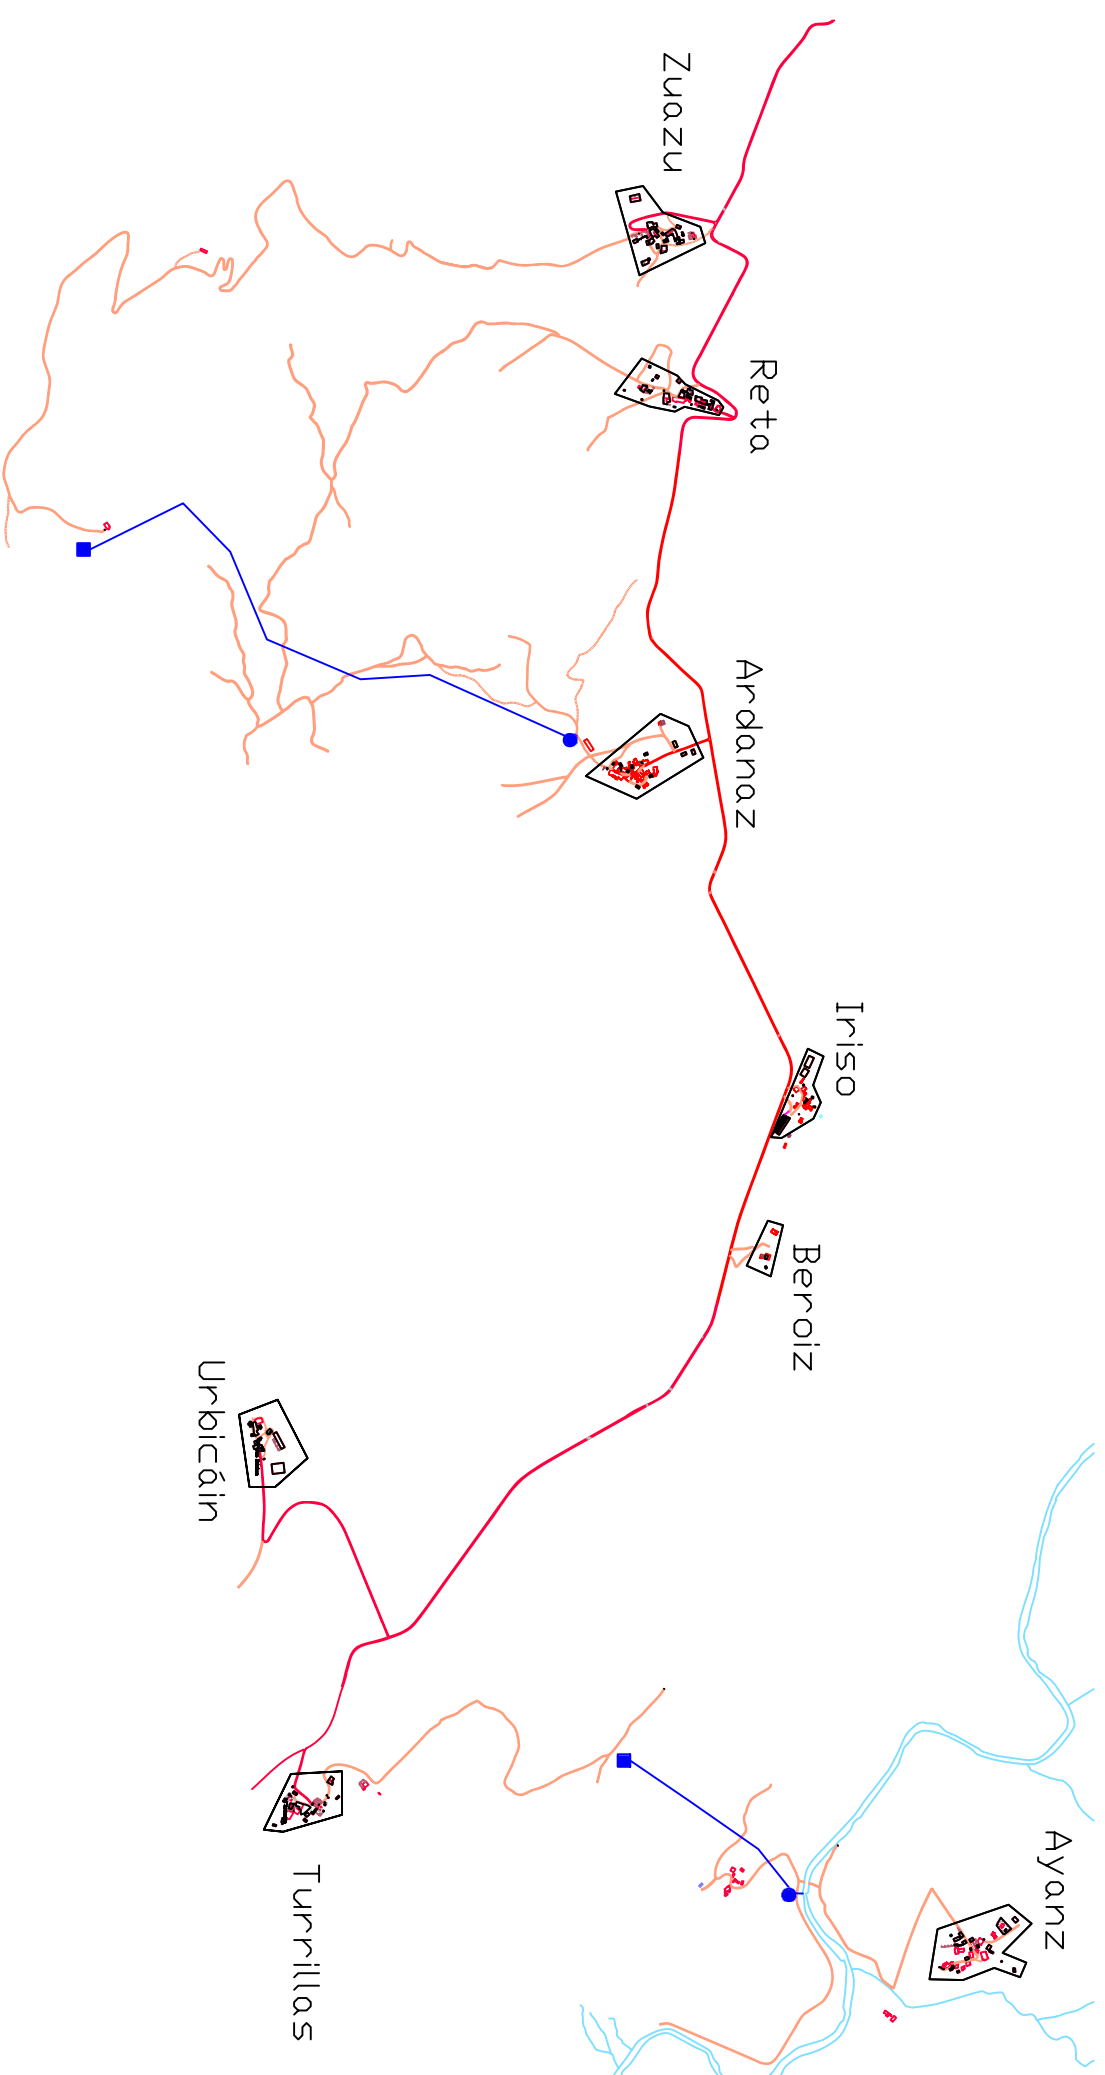 Zuazu
Reta
Ardanaz
Iriso
Beroiz
Urbicáin
Ayanz
Turrillas